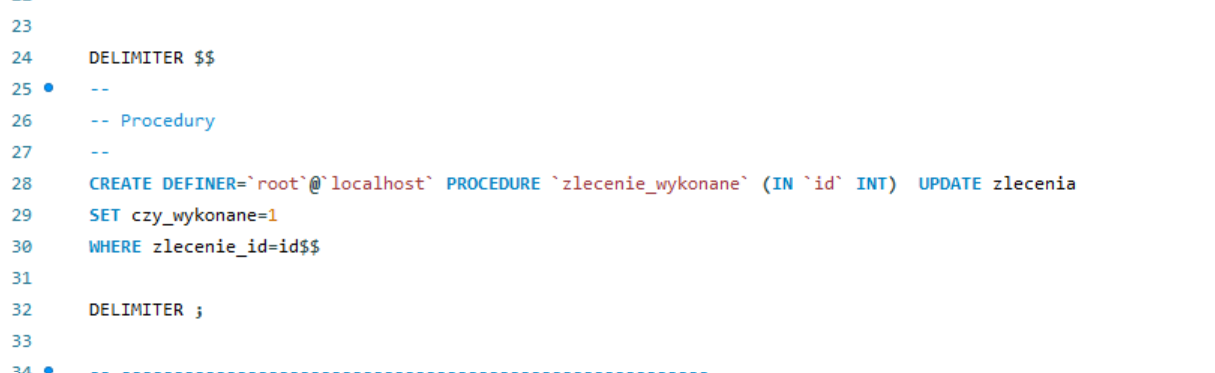 23
24 DELIMITER $$
25 --
26 -- Procedury
27 --
28 CREATE DEFINER=`root`@`localhost` PROCEDURE `zlecenie_wykonane` (IN `id` INT)  UPDATE zlecenia
29 SET czy_wykonane=1
30 WHERE zlecenie_id=id$$
31
32 DELIMITER ;
33
34 -- --------------------------------------------------------